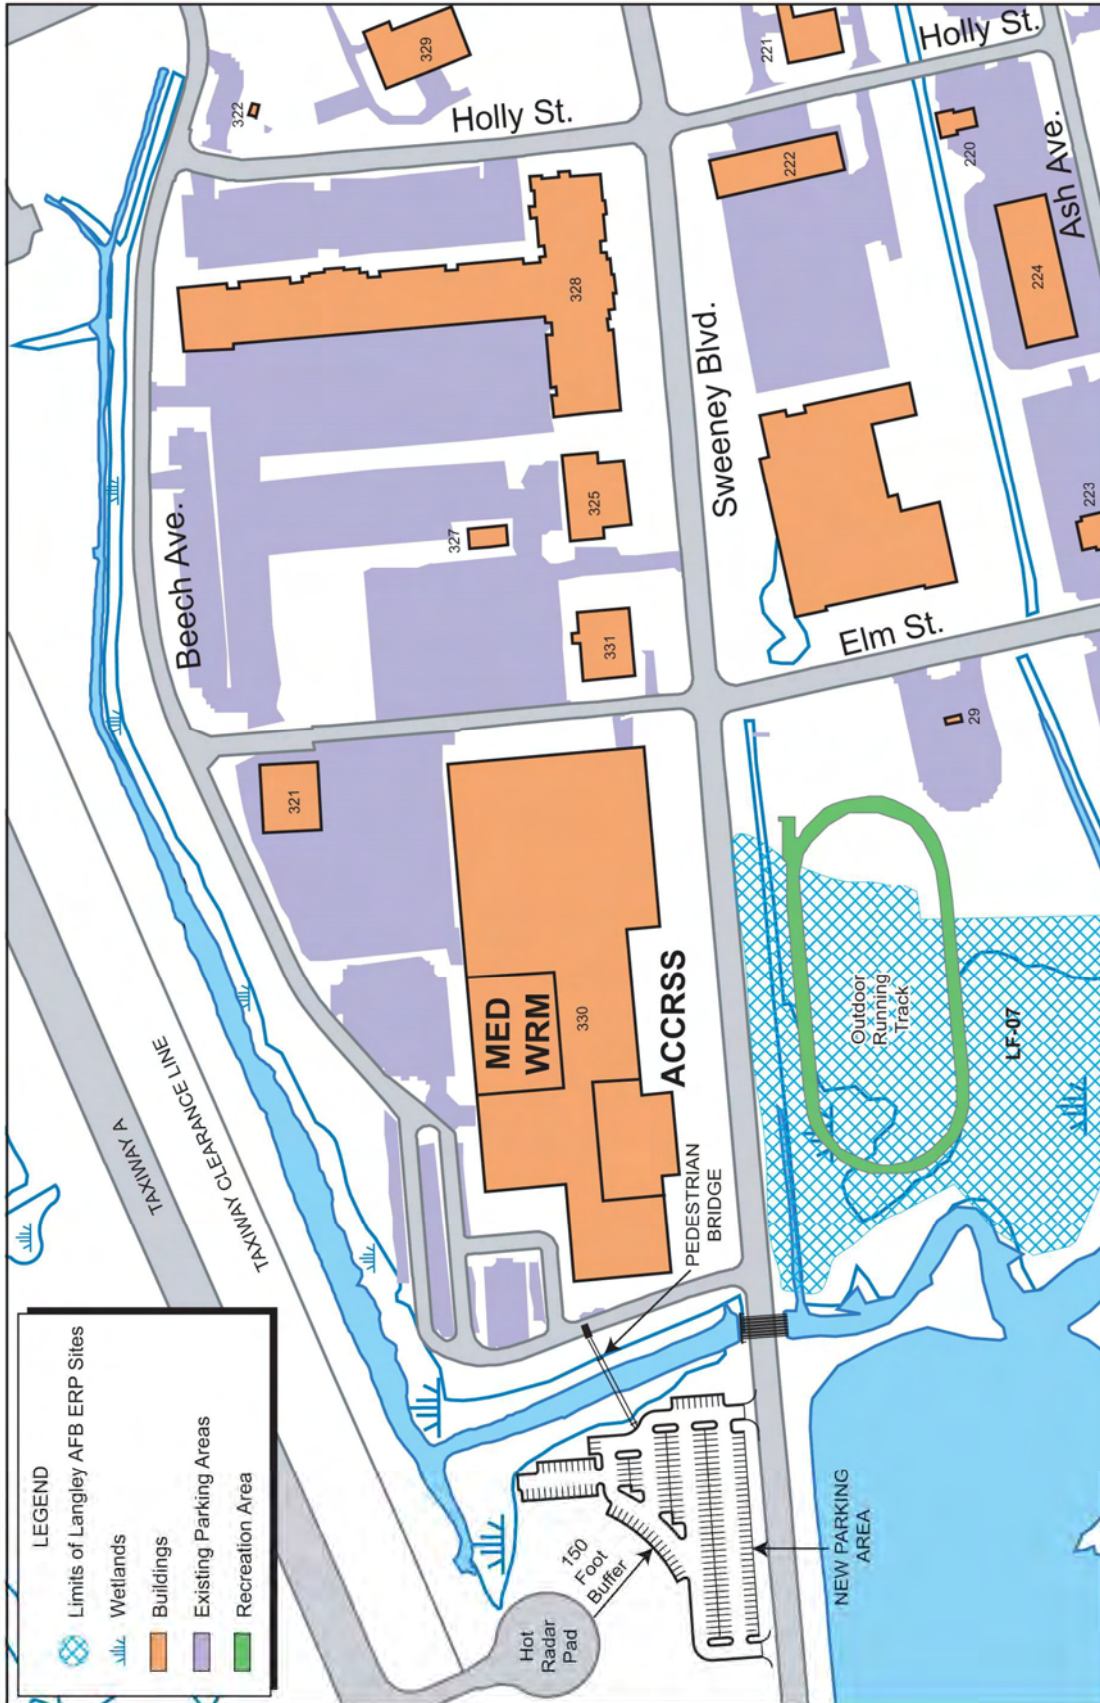 LEGEND
Limits of Langley AFB ERP Sites
Wetlands
Buildings
Existing Parking Areas
Recreation Area
TAXIWAY A
TAXIWAY CLEARANCE LINE
Beech Ave.
Holly St.
Holly St.
Sweeney Blvd.
Elm St.
Ash Ave.
322
329
221
222
220
224
223
328
325
327
331
321
29
330
MED
WRM
ACCRSS
PEDESTRIAN
BRIDGE
Outdoor
Running
Track
LF-07
Hot
Radar
Pad
150
Foot
Buffer
NEW PARKING
AREA